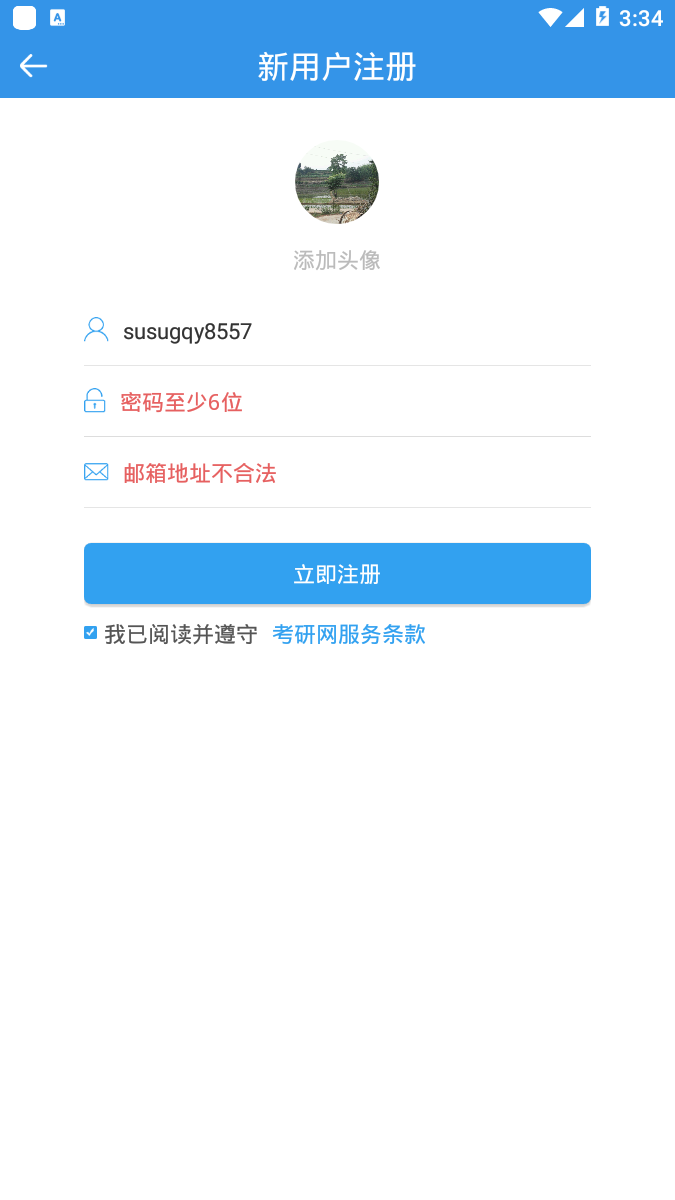 3:34
新用户注册
添加头像
susugqy8557
密码至少6位
邮箱地址不合法
立即注册
我已阅读并遵守 考研网服务条款